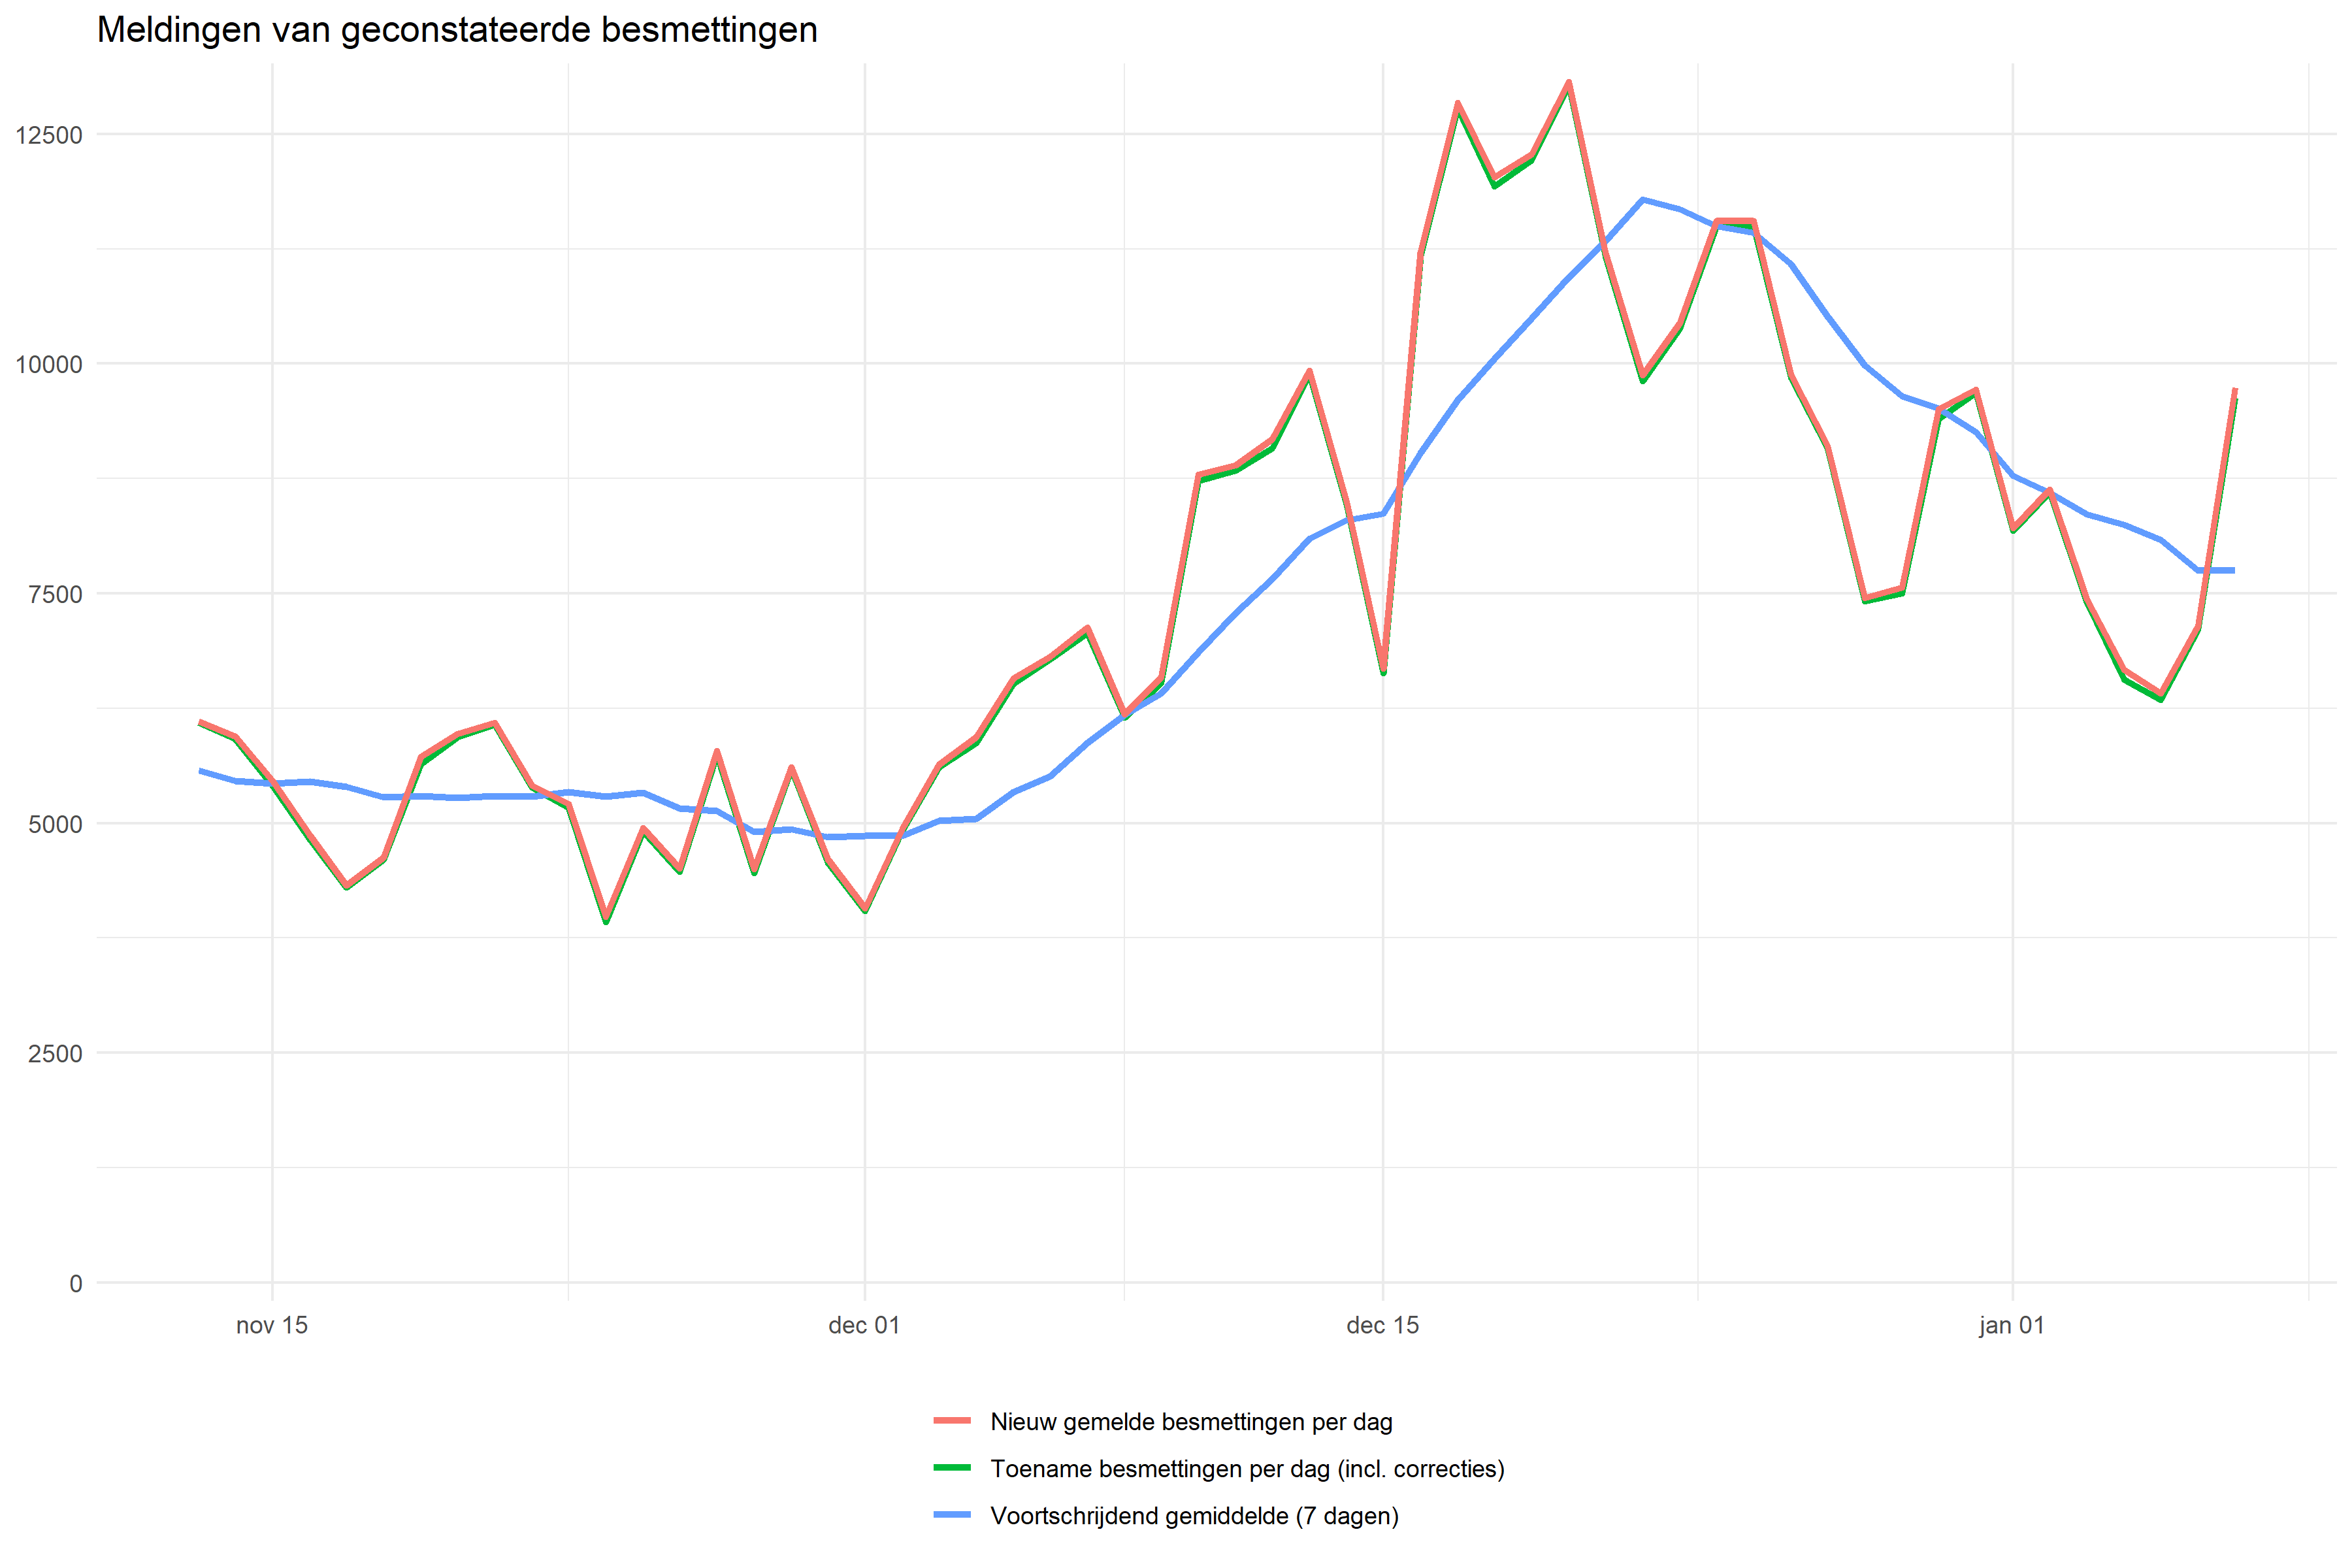 Meldingen van geconstateerde besmettingen
12500
10000
7500
5000
2500
0
nov 15
dec 01
dec 15
jan 01
Nieuw gemelde besmettingen per dag
Toename besmettingen per dag (incl. correcties)
Voortschrijdend gemiddelde (7 dagen)